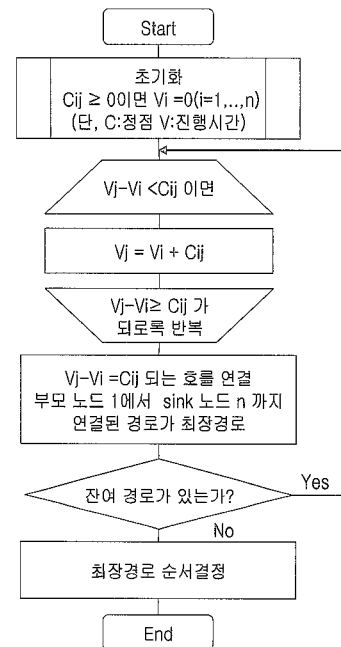 Start
초기화
Cij ≥ 0이면 Vi =0(i=1,..,n)
(단, C:정점 V:진행시간)
Vj-Vi <Cij 이면
Vj = Vi + Cij
Vj-Vi≥ Cij 가
되로록 반복
Vj-Vi =Cij 되는 호를 연결
부모 노드 1에서 sink 노드 n 까지
연결된 경로가 최장경로
잔여 경로가 있는가?
Yes
No
최장경로 순서결정
End